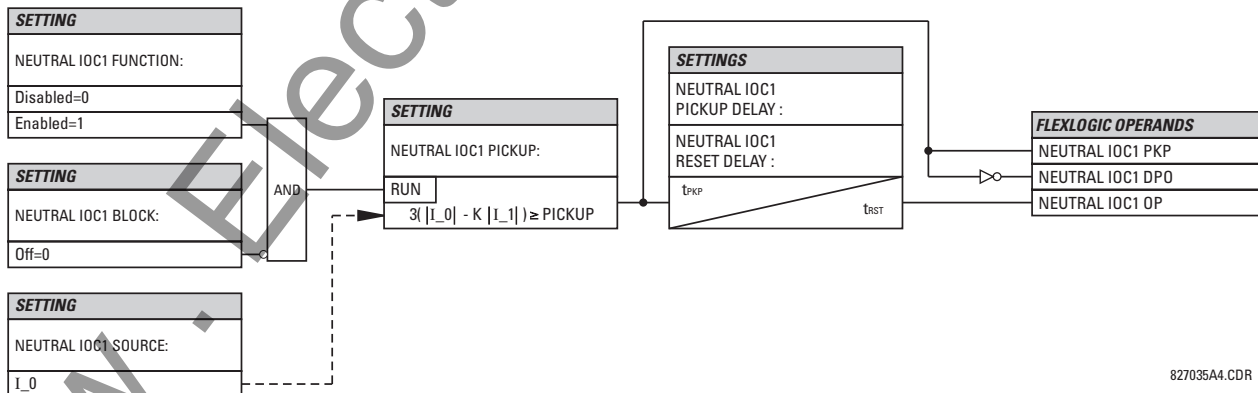 SETTING
NEUTRAL IOC1 FUNCTION:
Disabled=0
Enabled=1
SETTING
NEUTRAL IOC1 BLOCK:
Off=0
SETTING
NEUTRAL IOC1 SOURCE:
I_0
AND
SETTING
NEUTRAL IOC1 PICKUP:
RUN
3( |I_0| - K |I_1| ) ≥ PICKUP
SETTINGS
NEUTRAL IOC1
PICKUP DELAY :
NEUTRAL IOC1
RESET DELAY :
tPKP
tRST
FLEXLOGIC OPERANDS
NEUTRAL IOC1 PKP
NEUTRAL IOC1 DPO
NEUTRAL IOC1 OP
827035A4.CDR
w . Elec